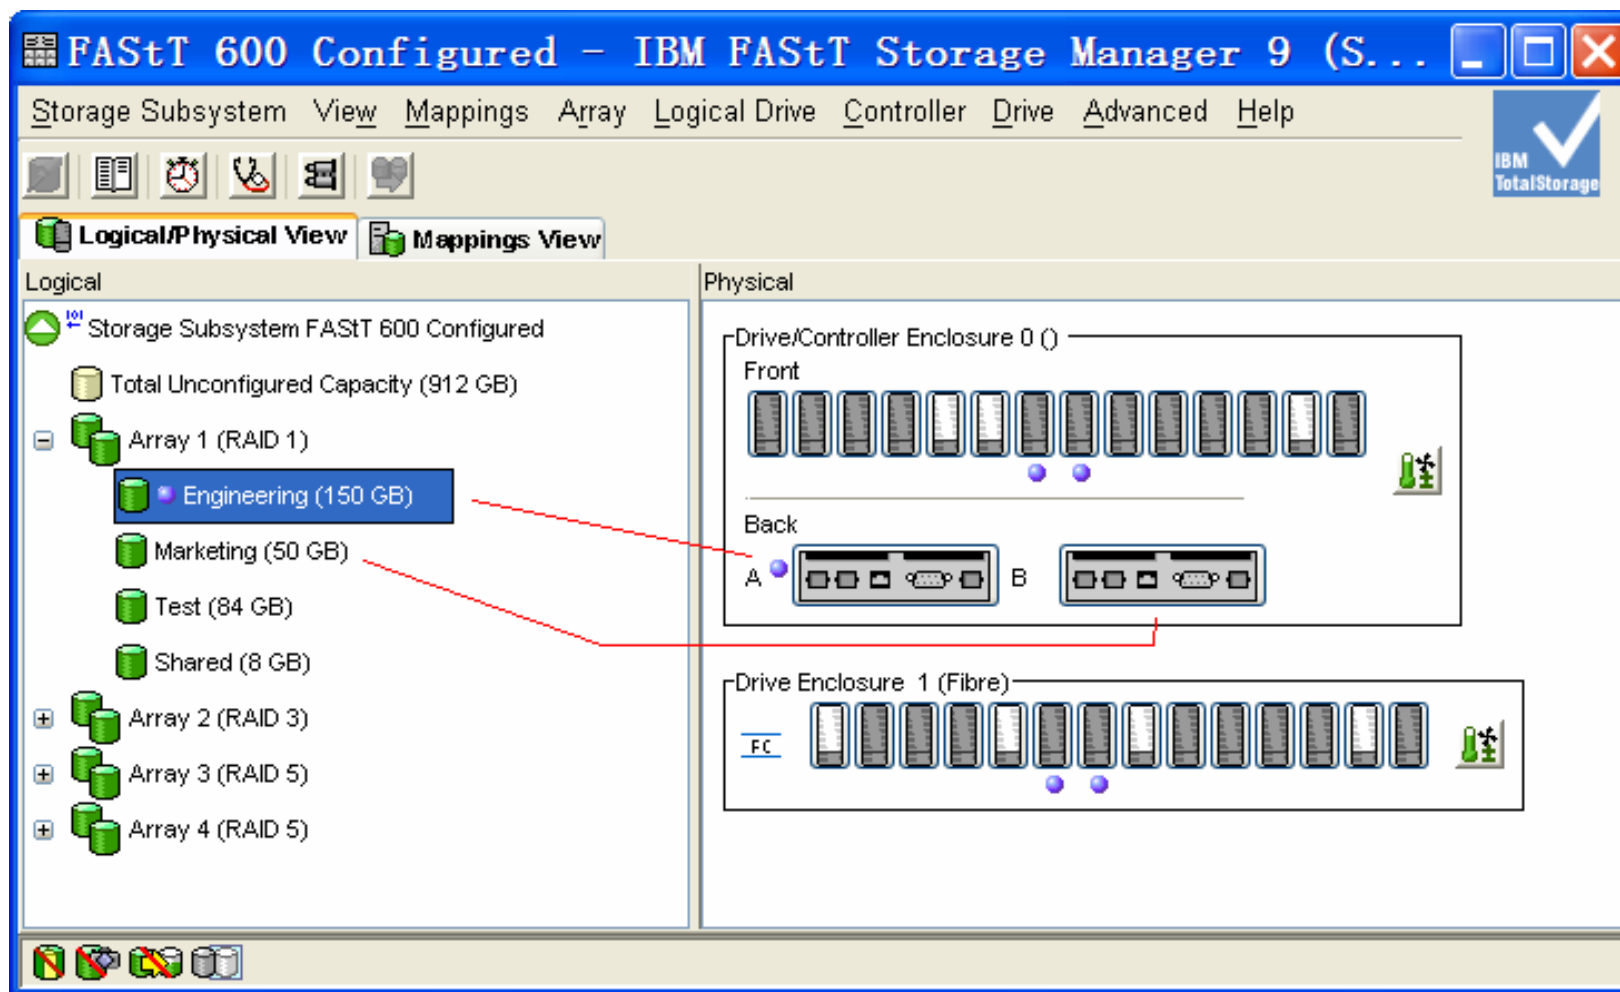 FAStT 600 Configured - IBM FAStT Storage Manager 9 (S...
Storage Subsystem View Mappings Array Logical Drive Controller Drive Advanced Help
IBM
TotalStorage
Logical/Physical View Mappings View
Logical
Storage Subsystem FAStT 600 Configured
Total Unconfigured Capacity (912 GB)
Array 1 (RAID 1)
Engineering (150 GB)
Marketing (50 GB)
Test (84 GB)
Shared (8 GB)
Array 2 (RAID 3)
Array 3 (RAID 5)
Array 4 (RAID 5)
Physical
Drive/Controller Enclosure 0 ()
Front
Back
A B
Drive Enclosure 1 (Fibre)
FC